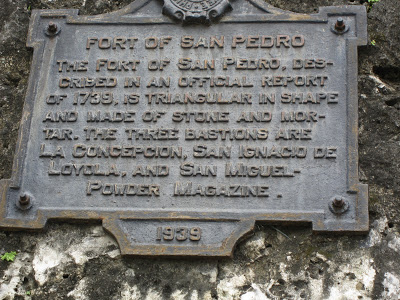 FORT OF SAN PEDRO
THE FORT OF SAN PEDRO, DES-
CRIBED IN AN OFFICIAL REPORT
OF 1739, IS TRIANGULAR IN SHAPE
AND MADE OF STONE AND MOR-
TAR. THE THREE BASTIONS ARE
LA CONCEPCION, SAN IGNACIO DE
LOYOLA, AND SAN MIGUEL-
POWDER MAGAZINE.
1939